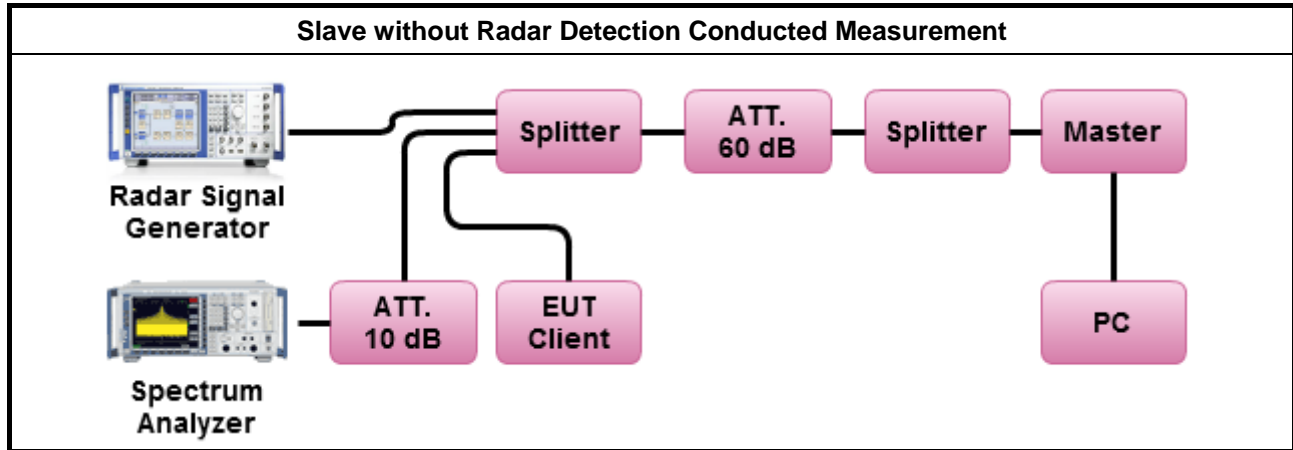 Slave without Radar Detection Conducted Measurement
Radar Signal
Generator
Splitter
ATT.
60 dB
Splitter
Master
Spectrum
Analyzer
ATT.
10 dB
EUT
Client
PC